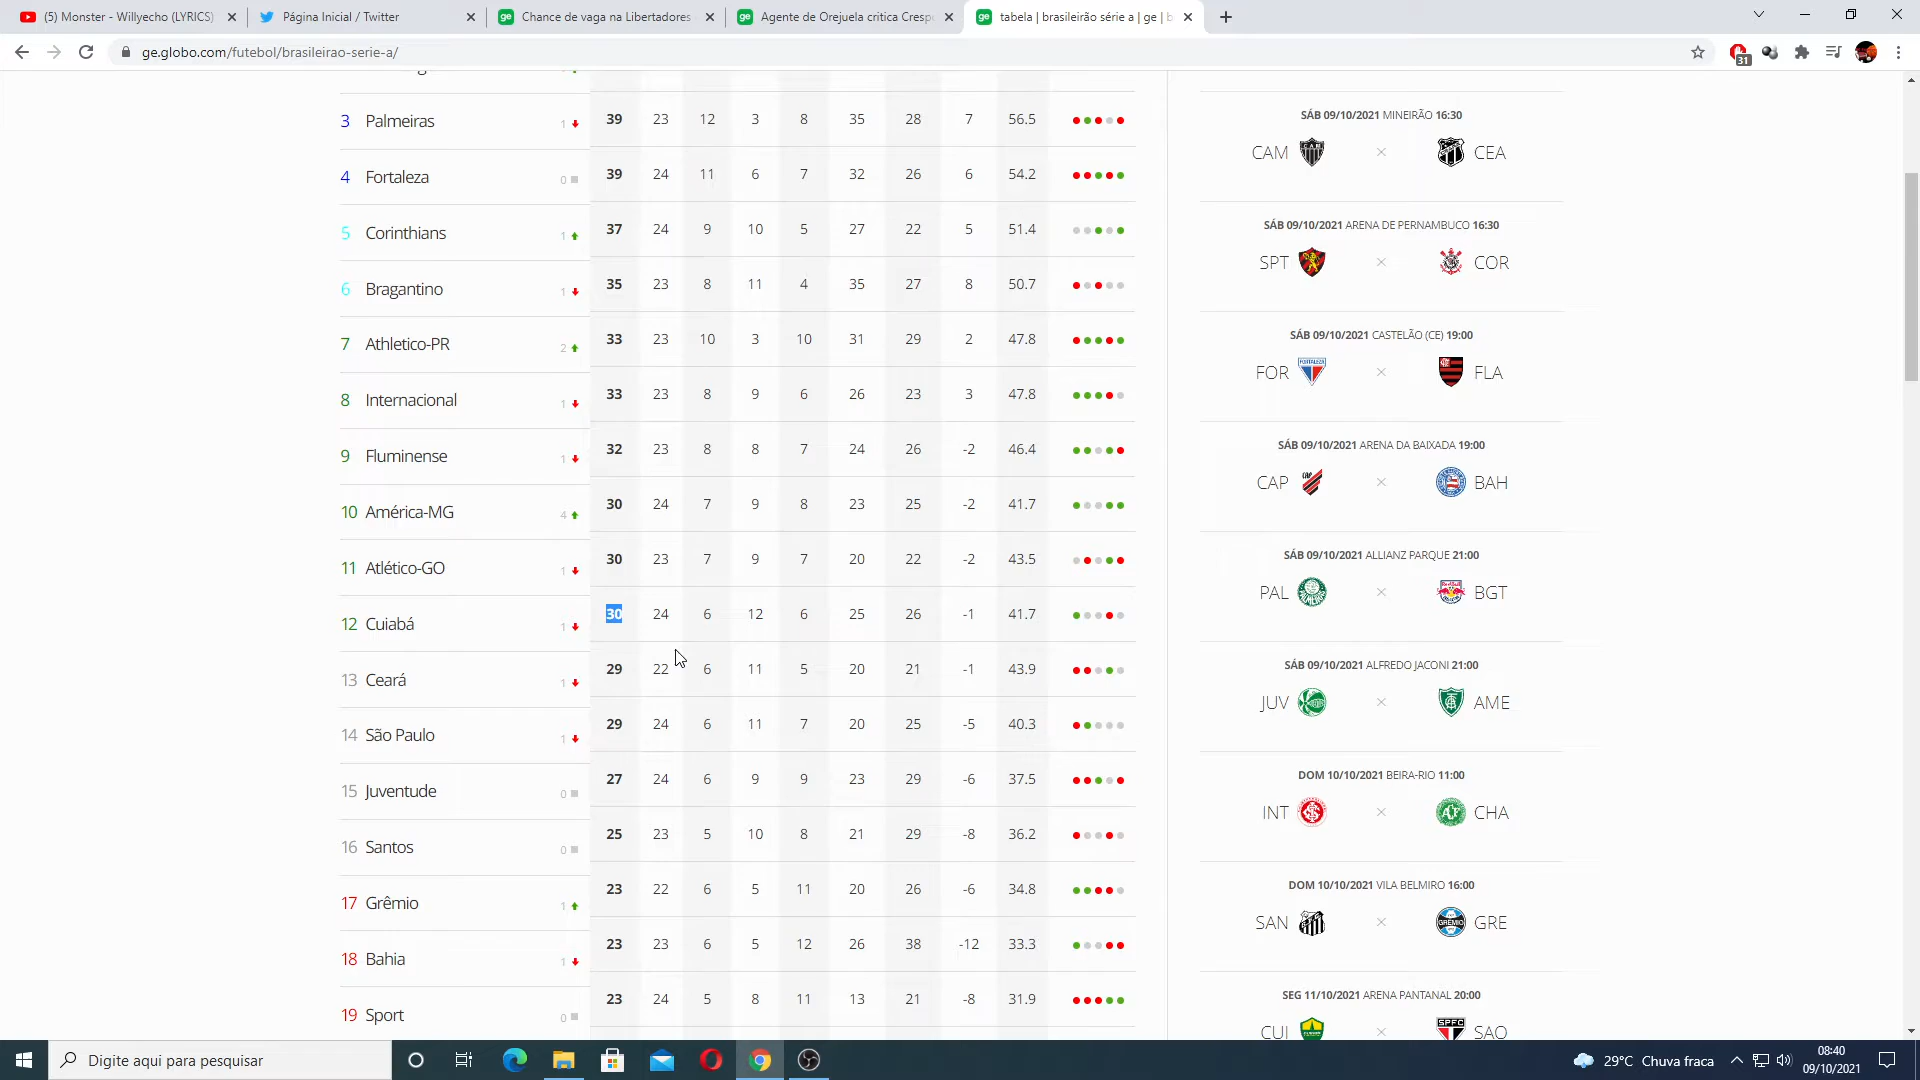 (5) Monster - Willyecho (LYRICS)
Página Inicial / Twitter
Chance de vaga na Libertadores
Agente de Orejuela critica Cresp
tabela | brasileirão série a | ge | b
ge.globo.com/futebol/brasileirao-serie-a/
31
3 Palmeiras 1 39 23 12 3 8 35 28 7 56.5
4 Fortaleza 0 39 24 11 6 7 32 26 6 54.2
5 Corinthians 1 37 24 9 10 5 27 22 5 51.4
6 Bragantino 1 35 23 8 11 4 35 27 8 50.7
7 Athletico-PR 2 33 23 10 3 10 31 29 2 47.8
8 Internacional 1 33 23 8 9 6 26 23 3 47.8
9 Fluminense 1 32 23 8 8 7 24 26 -2 46.4
10 América-MG 4 30 24 7 9 8 23 25 -2 41.7
11 Atlético-GO 1 30 23 7 9 7 20 22 -2 43.5
12 Cuiabá 1 30 24 6 12 6 25 26 -1 41.7
13 Ceará 1 29 22 6 11 5 20 21 -1 43.9
14 São Paulo 1 29 24 6 11 7 20 25 -5 40.3
15 Juventude 0 27 24 6 9 9 23 29 -6 37.5
16 Santos 0 25 23 5 10 8 21 29 -8 36.2
17 Grêmio 1 23 22 6 5 11 20 26 -6 34.8
18 Bahia 1 23 23 6 5 12 26 38 -12 33.3
19 Sport 0 23 24 5 8 11 13 21 -8 31.9
SÁB 09/10/2021 MINEIRÃO 16:30
CAM × CEA
SÁB 09/10/2021 ARENA DE PERNAMBUCO 16:30
SPT × COR
SÁB 09/10/2021 CASTELÃO (CE) 19:00
FOR × FLA
SÁB 09/10/2021 ARENA DA BAIXADA 19:00
CAP × BAH
SÁB 09/10/2021 ALLIANZ PARQUE 21:00
PAL × BGT
SÁB 09/10/2021 ALFREDO JACONI 21:00
JUV × AME
DOM 10/10/2021 BEIRA-RIO 11:00
INT × CHA
DOM 10/10/2021 VILA BELMIRO 16:00
SAN × GRE
SEG 11/10/2021 ARENA PANTANAL 20:00
CUI × SAO
Digite aqui para pesquisar
29°C Chuva fraca
08:40
09/10/2021